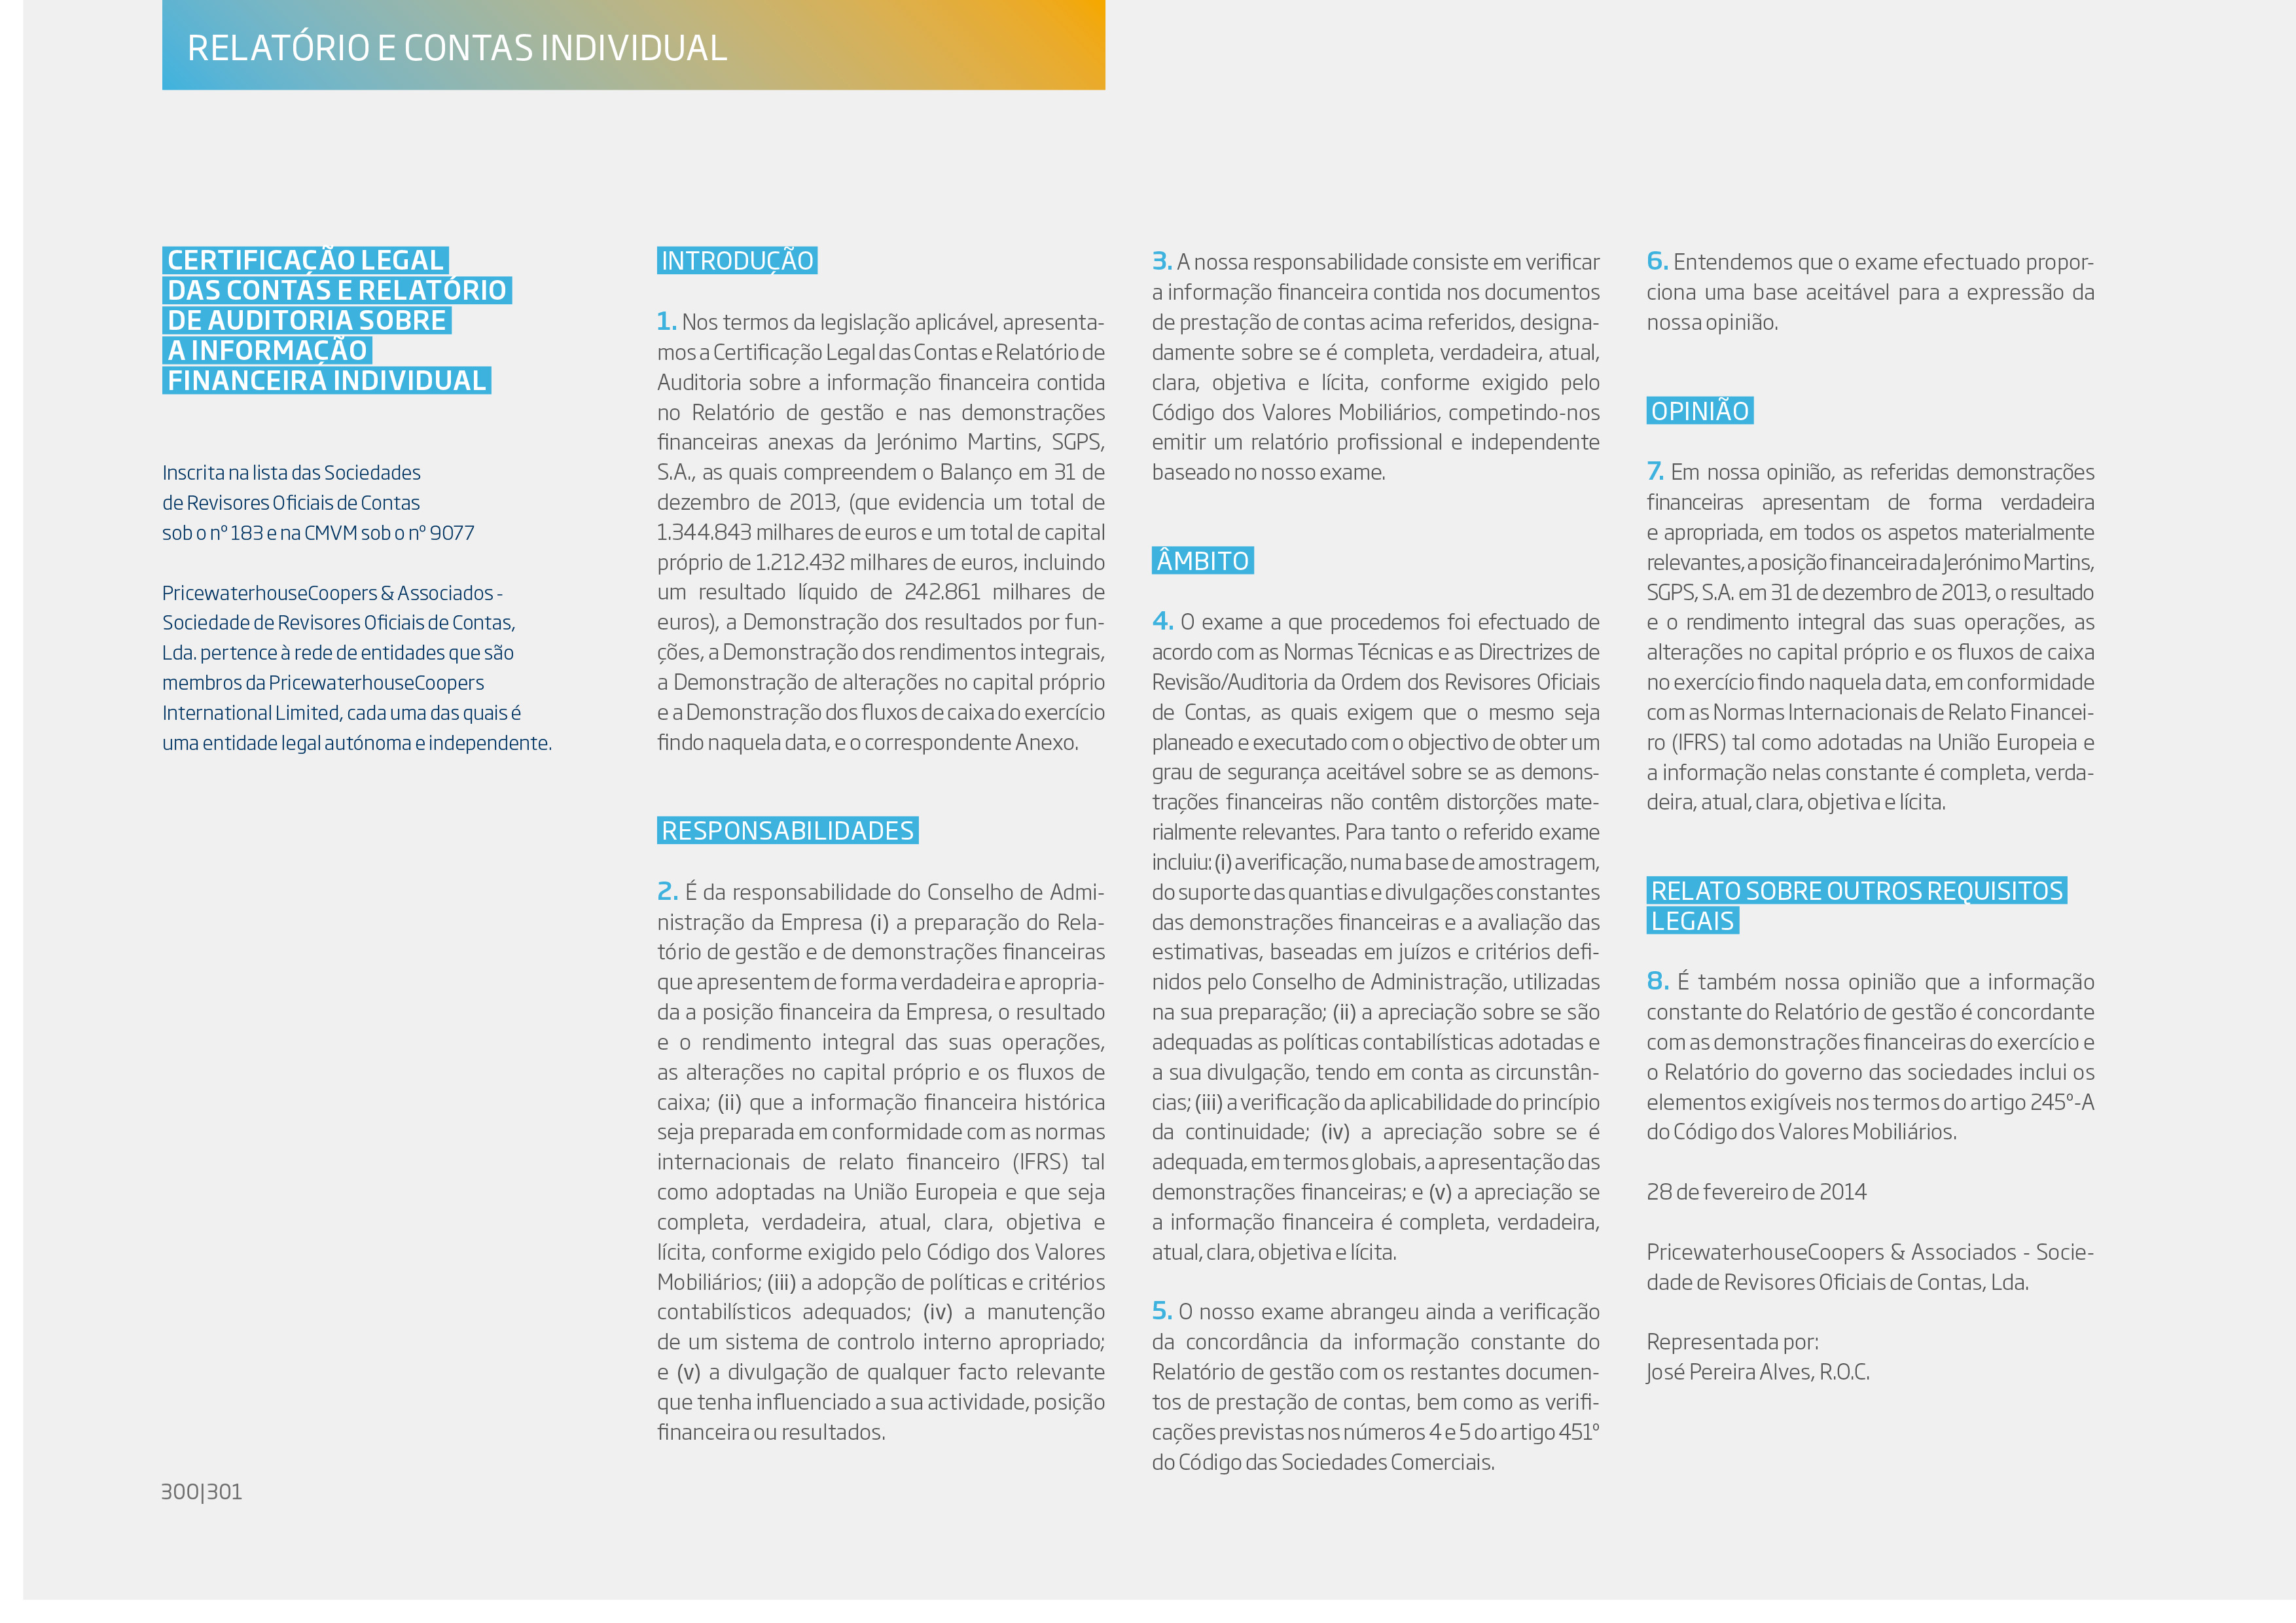 RELATÓRIO E CONTAS INDIVIDUAL
CERTIFICAÇÃO LEGAL
DAS CONTAS E RELATÓRIO
DE AUDITORIA SOBRE
A INFORMAÇÃO
FINANCEIRA INDIVIDUAL
Inscrita na lista das Sociedades
de Revisores Oficiais de Contas
sob o nº 183 e na CMVM sob o nº 9077
PricewaterhouseCoopers & Associados -
Sociedade de Revisores Oficiais de Contas,
Lda. pertence à rede de entidades que são
membros da PricewaterhouseCoopers
International Limited, cada uma das quais é
uma entidade legal autónoma e independente.
INTRODUÇÃO
1. Nos termos da legislação aplicável, apresenta-
mos a Certificação Legal das Contas e Relatório de
Auditoria sobre a informação financeira contida
no Relatório de gestão e nas demonstrações
financeiras anexas da Jerónimo Martins, SGPS,
S.A., as quais compreendem o Balanço em 31 de
dezembro de 2013, (que evidencia um total de
1.344.843 milhares de euros e um total de capital
próprio de 1.212.432 milhares de euros, incluindo
um resultado líquido de 242.861 milhares de
euros), a Demonstração dos resultados por fun-
ções, a Demonstração dos rendimentos integrais,
a Demonstração de alterações no capital próprio
e a Demonstração dos fluxos de caixa do exercício
findo naquela data, e o correspondente Anexo.
RESPONSABILIDADES
2. É da responsabilidade do Conselho de Admi-
nistração da Empresa (i) a preparação do Rela-
tório de gestão e de demonstrações financeiras
que apresentem de forma verdadeira e apropria-
da a posição financeira da Empresa, o resultado
e o rendimento integral das suas operações,
as alterações no capital próprio e os fluxos de
caixa; (ii) que a informação financeira histórica
seja preparada em conformidade com as normas
internacionais de relato financeiro (IFRS) tal
como adoptadas na União Europeia e que seja
completa, verdadeira, atual, clara, objetiva e
lícita, conforme exigido pelo Código dos Valores
Mobiliários; (iii) a adopção de políticas e critérios
contabilísticos adequados; (iv) a manutenção
de um sistema de controlo interno apropriado;
e (v) a divulgação de qualquer facto relevante
que tenha influenciado a sua actividade, posição
financeira ou resultados.
3. A nossa responsabilidade consiste em verificar
a informação financeira contida nos documentos
de prestação de contas acima referidos, designa-
damente sobre se é completa, verdadeira, atual,
clara, objetiva e lícita, conforme exigido pelo
Código dos Valores Mobiliários, competindo-nos
emitir um relatório profissional e independente
baseado no nosso exame.
ÂMBITO
4. O exame a que procedemos foi efectuado de
acordo com as Normas Técnicas e as Directrizes de
Revisão/Auditoria da Ordem dos Revisores Oficiais
de Contas, as quais exigem que o mesmo seja
planeado e executado com o objectivo de obter um
grau de segurança aceitável sobre se as demons-
trações financeiras não contêm distorções mate-
rialmente relevantes. Para tanto o referido exame
incluiu: (i) a verificação, numa base de amostragem,
do suporte das quantias e divulgações constantes
das demonstrações financeiras e a avaliação das
estimativas, baseadas em juízos e critérios defi-
nidos pelo Conselho de Administração, utilizadas
na sua preparação; (ii) a apreciação sobre se são
adequadas as políticas contabilísticas adotadas e
a sua divulgação, tendo em conta as circunstân-
cias; (iii) a verificação da aplicabilidade do princípio
da continuidade; (iv) a apreciação sobre se é
adequada, em termos globais, a apresentação das
demonstrações financeiras; e (v) a apreciação se
a informação financeira é completa, verdadeira,
atual, clara, objetiva e lícita.
5. O nosso exame abrangeu ainda a verificação
da concordância da informação constante do
Relatório de gestão com os restantes documen-
tos de prestação de contas, bem como as verifi-
cações previstas nos números 4 e 5 do artigo 451º
do Código das Sociedades Comerciais.
6. Entendemos que o exame efectuado propor-
ciona uma base aceitável para a expressão da
nossa opinião.
OPINIÃO
7. Em nossa opinião, as referidas demonstrações
financeiras apresentam de forma verdadeira
e apropriada, em todos os aspetos materialmente
relevantes, a posição financeira da Jerónimo Martins,
SGPS, S.A. em 31 de dezembro de 2013, o resultado
e o rendimento integral das suas operações, as
alterações no capital próprio e os fluxos de caixa
no exercício findo naquela data, em conformidade
com as Normas Internacionais de Relato Financei-
ro (IFRS) tal como adotadas na União Europeia e
a informação nelas constante é completa, verda-
deira, atual, clara, objetiva e lícita.
RELATO SOBRE OUTROS REQUISITOS
LEGAIS
8. É também nossa opinião que a informação
constante do Relatório de gestão é concordante
com as demonstrações financeiras do exercício e
o Relatório do governo das sociedades inclui os
elementos exigíveis nos termos do artigo 245º-A
do Código dos Valores Mobiliários.
28 de fevereiro de 2014
PricewaterhouseCoopers & Associados - Socie-
dade de Revisores Oficiais de Contas, Lda.
Representada por:
José Pereira Alves, R.O.C.
300|301